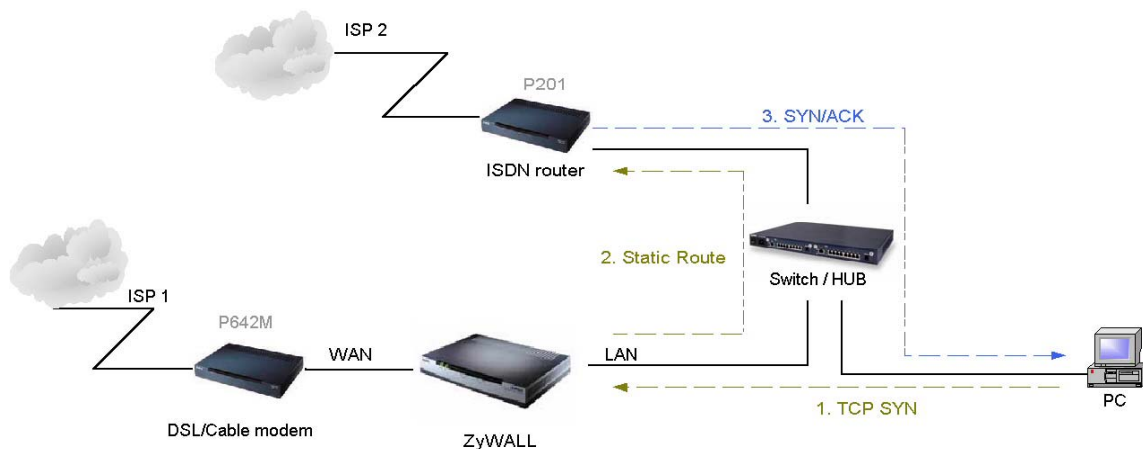 ISP 2
P201
3. SYN/ACK
ISDN router
2. Static Route
Switch / HUB
ISP 1
P642M
WAN
LAN
1. TCP SYN
PC
DSL/Cable modem
ZyWALL